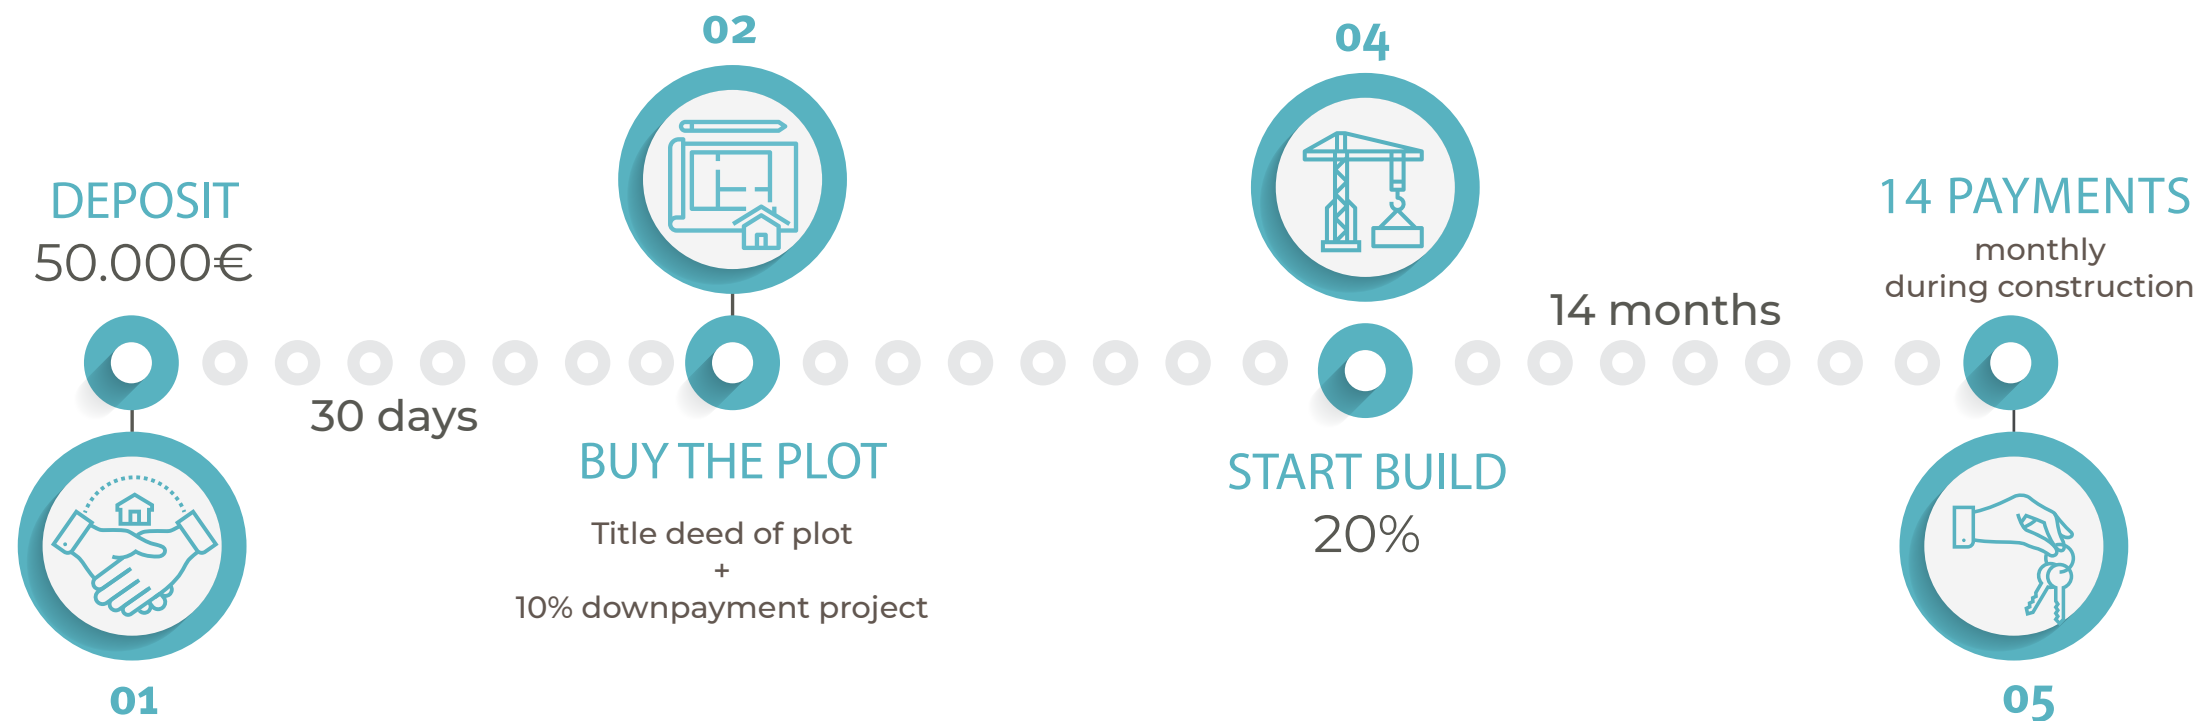 DEPOSIT
50.000€
01
30 days
02
BUY THE PLOT
Title deed of plot
+
10% downpayment project
04
START BUILD
20%
14 months
14 PAYMENTS
monthly
during construction
05